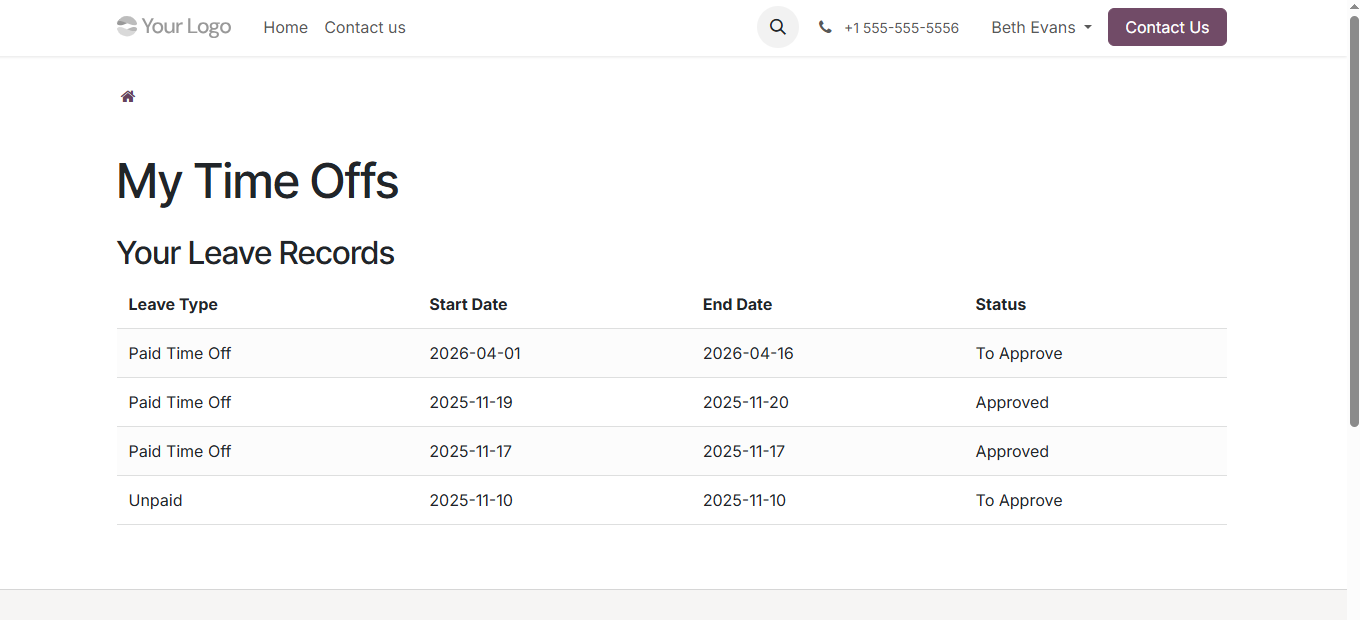 Your Logo Home Contact us +1 555-555-5556 Beth Evans Contact Us
My Time Offs
Your Leave Records
Leave Type Start Date End Date Status
Paid Time Off 2026-04-01 2026-04-16 To Approve
Paid Time Off 2025-11-19 2025-11-20 Approved
Paid Time Off 2025-11-17 2025-11-17 Approved
Unpaid 2025-11-10 2025-11-10 To Approve